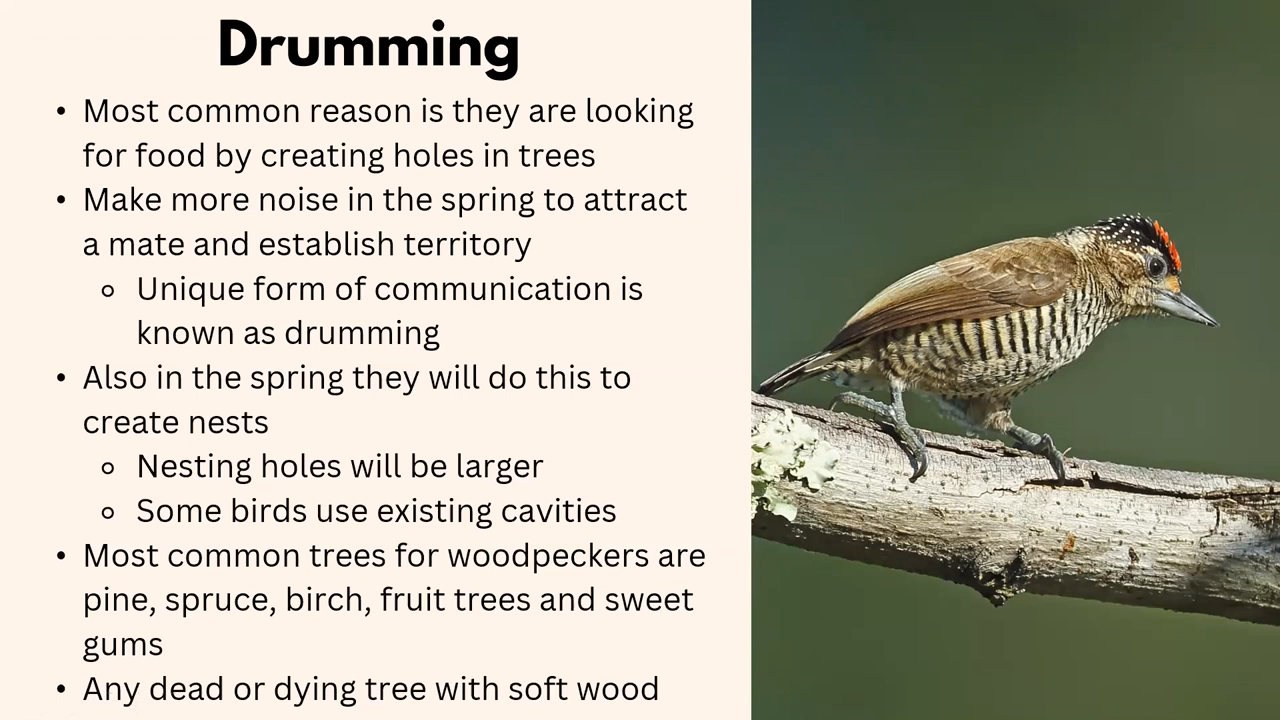 Drumming
• Most common reason is they are looking
for food by creating holes in trees
• Make more noise in the spring to attract
a mate and establish territory
◦ Unique form of communication is
known as drumming
• Also in the spring they will do this to
create nests
◦ Nesting holes will be larger
◦ Some birds use existing cavities
• Most common trees for woodpeckers are
pine, spruce, birch, fruit trees and sweet
gums
• Any dead or dying tree with soft wood